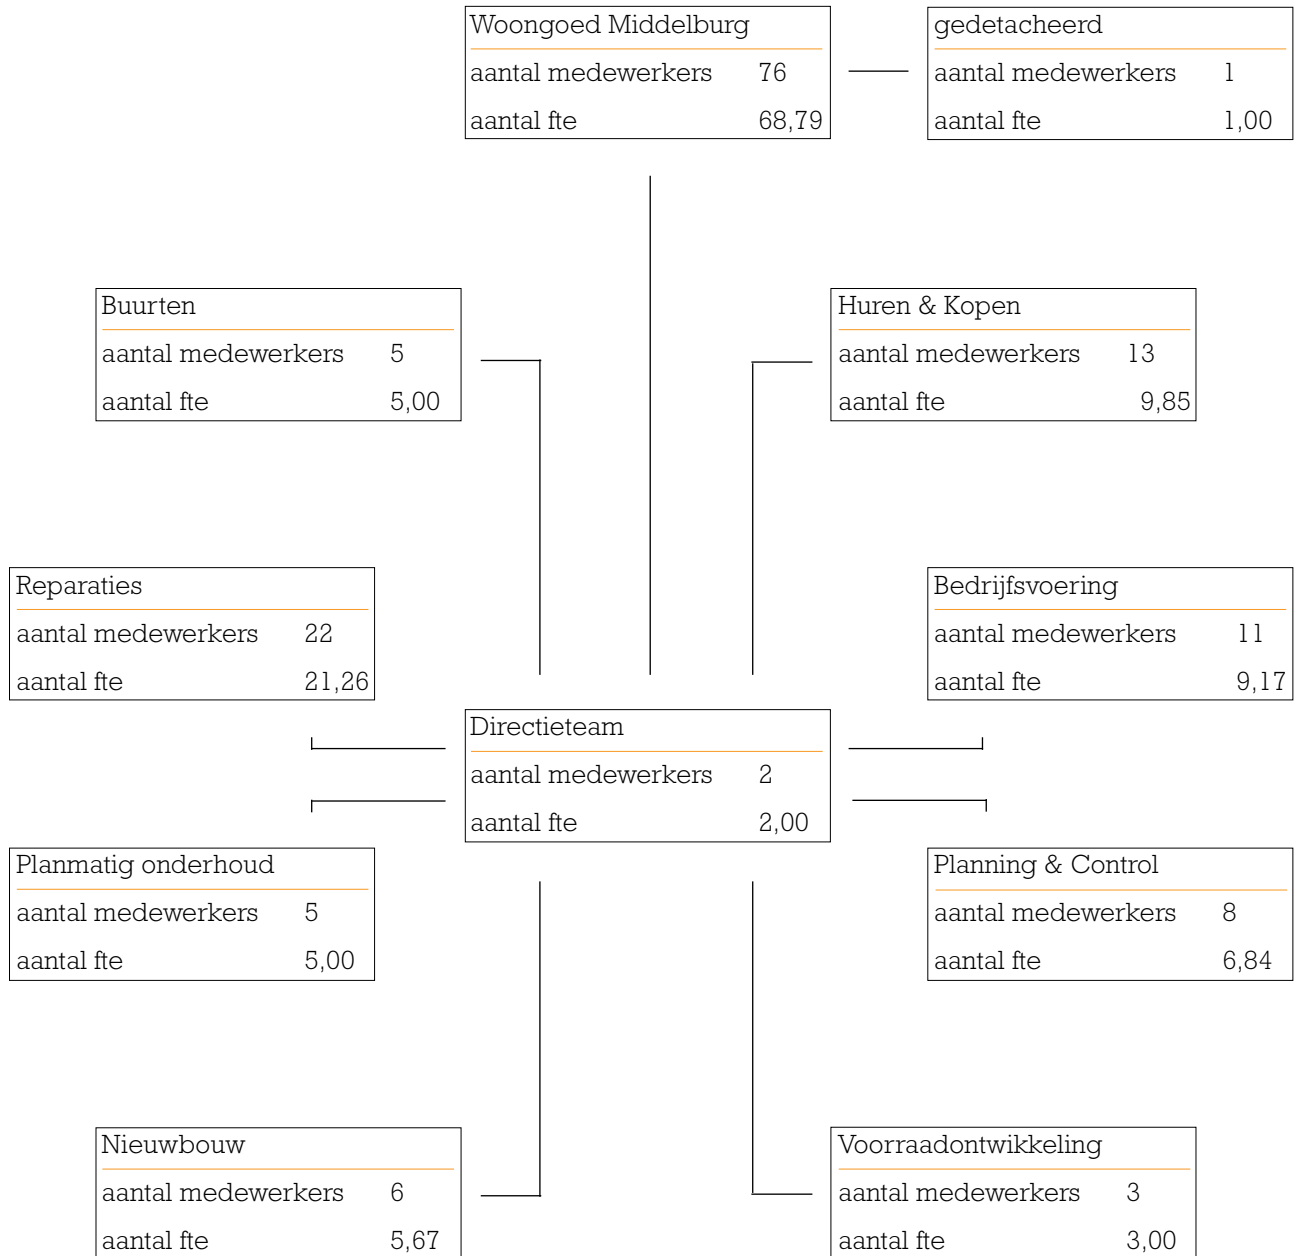 Woongoed Middelburg
aantal medewerkers 76
aantal fte 68,79
gedetacheerd
aantal medewerkers 1
aantal fte 1,00
Buurten
aantal medewerkers 5
aantal fte 5,00
Huren & Kopen
aantal medewerkers 13
aantal fte 9,85
Reparaties
aantal medewerkers 22
aantal fte 21,26
Bedrijfsvoering
aantal medewerkers 11
aantal fte 9,17
Directieteam
aantal medewerkers 2
aantal fte 2,00
Planmatig onderhoud
aantal medewerkers 5
aantal fte 5,00
Planning & Control
aantal medewerkers 8
aantal fte 6,84
Nieuwbouw
aantal medewerkers 6
aantal fte 5,67
Voorraadontwikkeling
aantal medewerkers 3
aantal fte 3,00